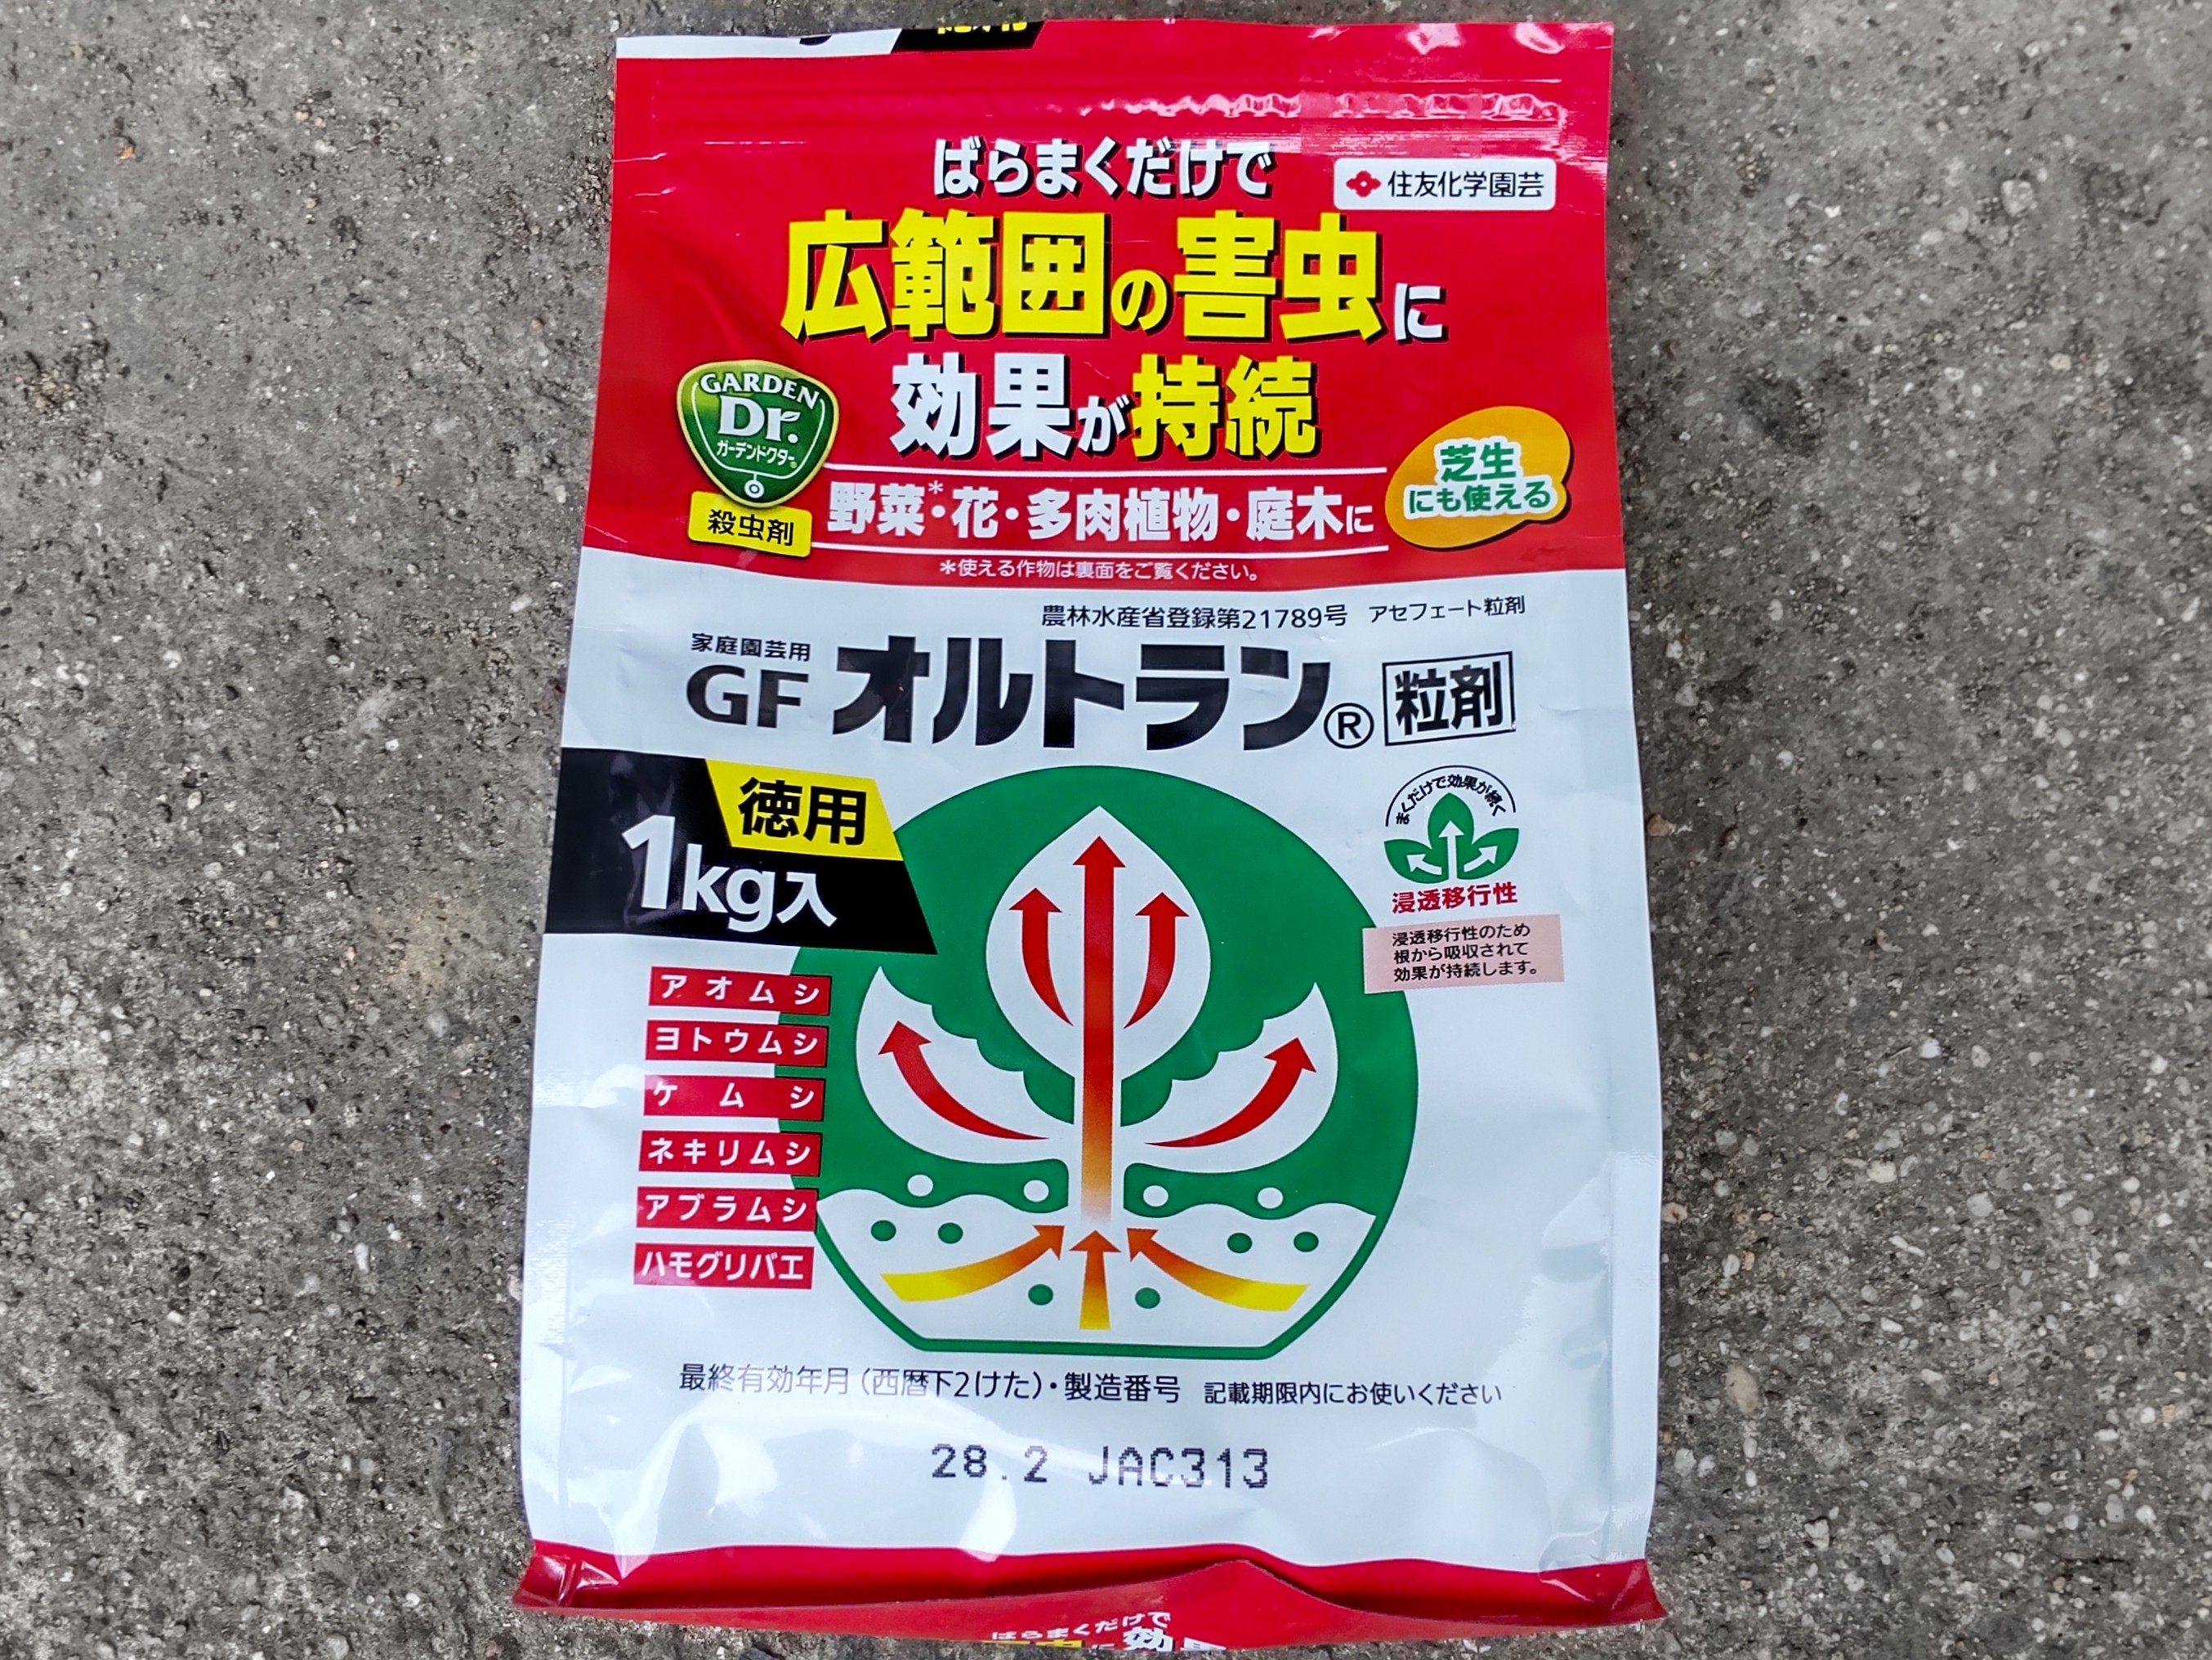 ばらまくだけで
住友化学園芸
広範囲の害虫に
効果が持続
GARDEN
Dr.
ガーデンドクター®
殺虫剤
野菜*・花・多肉植物・庭木に
芝生
にも使える
*使える作物は裏面をご覧ください。
農林水産省登録第21789号 アセフェート粒剤
家庭園芸用
GF オルトラン® 粒剤
徳用
1kg入
まくだけで効果が続く
浸透移行性
浸透移行性のため
根から吸収されて
効果が持続します。
アオムシ
ヨトウムシ
ケムシ
ネキリムシ
アブラムシ
ハモグリバエ
最終有効年月(西暦下2けた)・製造番号 記載期限内にお使いください
28.2 JAC313
ばらまくだけで